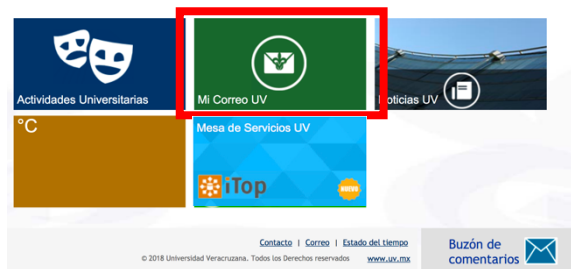 Actividades Universitarias
Mi Correo UV
Noticias UV
°C
Mesa de Servicios UV
iTop
NUEVO
Contacto | Correo | Estado del tiempo
© 2018 Universidad Veracruzana. Todos los Derechos reservados www.uv.mx
Buzón de
comentarios